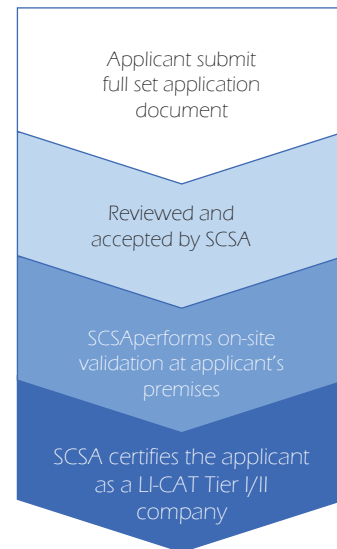 Applicant submit
full set application
document
Reviewed and
accepted by SCSA
SCSAperforms on-site
validation at applicant's
premises
SCSA certifies the applicant
as a LI-CAT Tier I/II
company